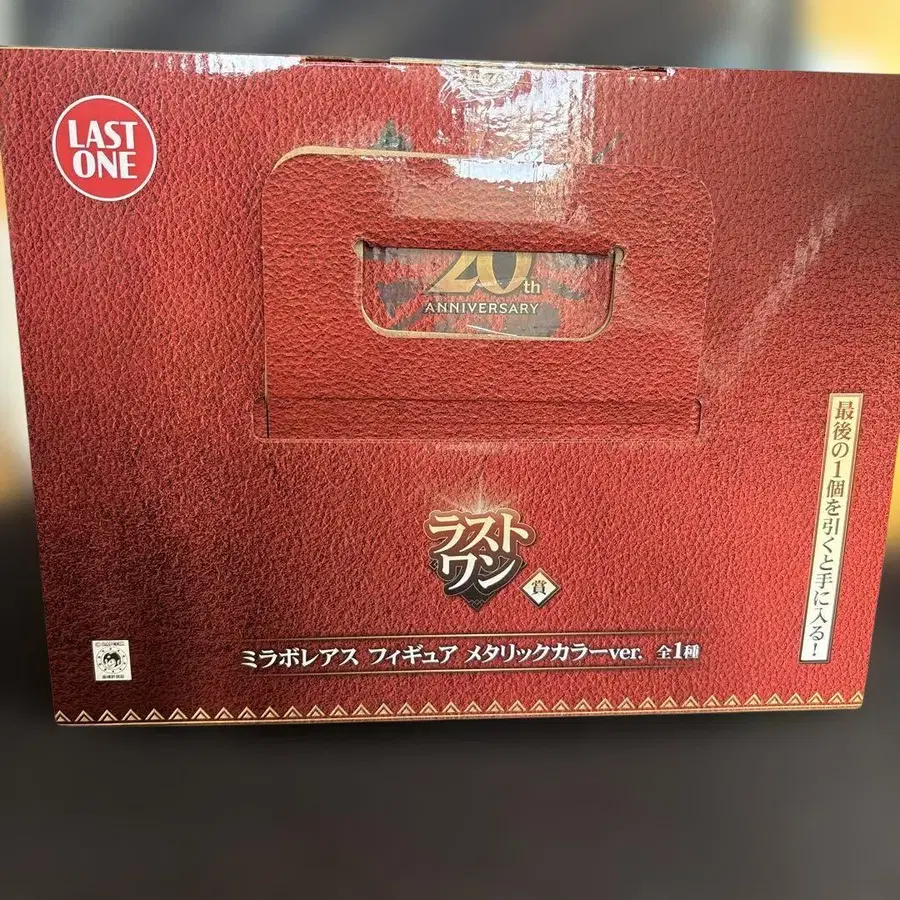 LAST
ONE
20th
ANNIVERSARY
ラスト
ワン
賞
ミラボレアス フィギュア メタリックカラーver. 全1種
最後の1個を引くと手に入る!